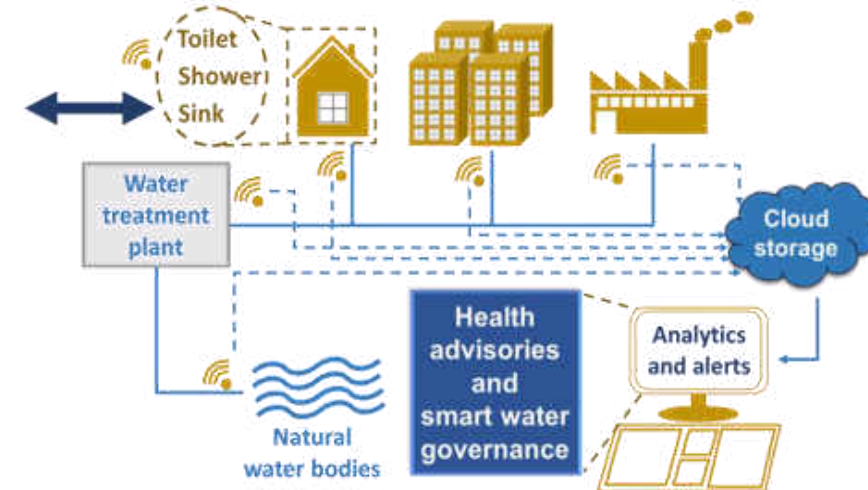 Toilet
Shower
Sink
Water
treatment
plant
Cloud
storage
Health
advisories
and
smart water
governance
Analytics
and alerts
Natural
water bodies